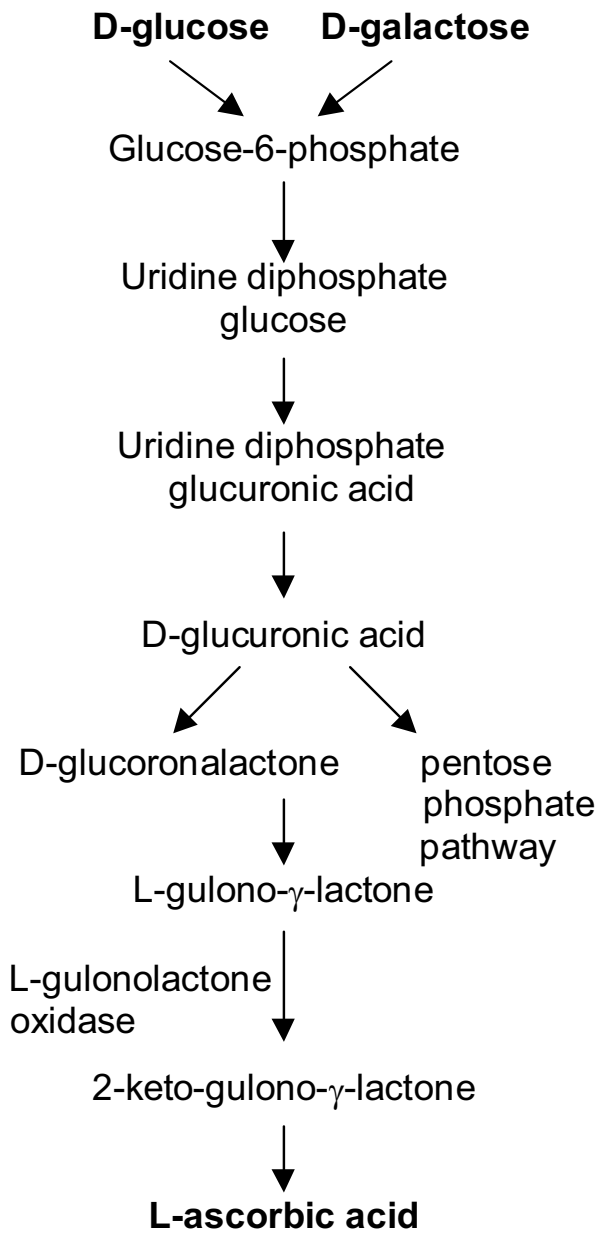 D-glucose D-galactose
Glucose-6-phosphate
Uridine diphosphate
glucose
Uridine diphosphate
glucuronic acid
D-glucuronic acid
D-glucoronalactone pentose
phosphate
pathway
L-gulono-γ-lactone
L-gulonolactone
oxidase
2-keto-gulono-γ-lactone
L-ascorbic acid